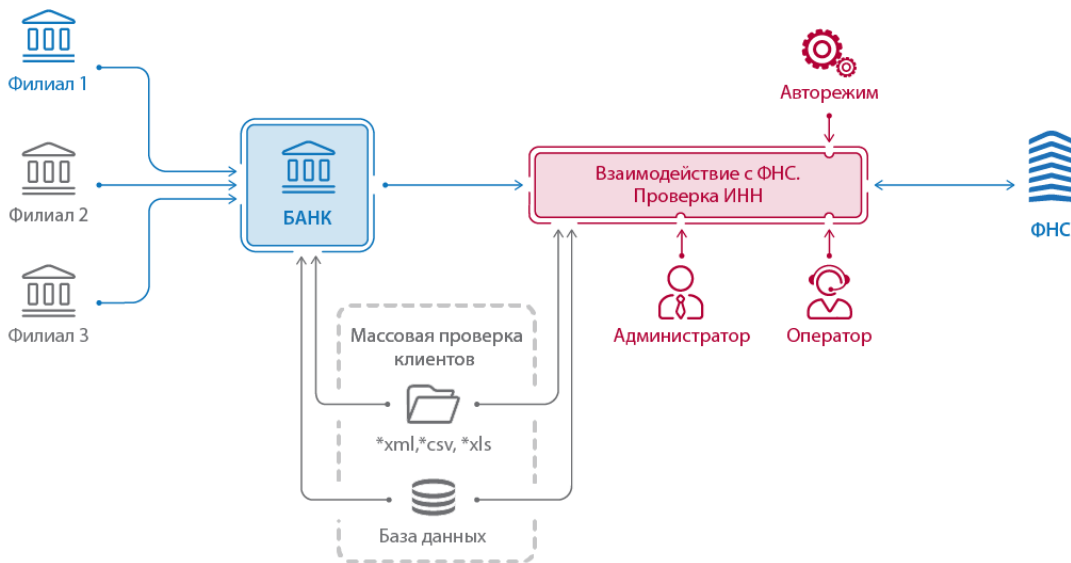 Филиал 1
Филиал 2
Филиал 3
БАНК
Массовая проверка
клиентов
*xml,*csv, *xls
База данных
Авторежим
Взаимодействие с ФНС.
Проверка ИНН
Администратор
Оператор
ФНС